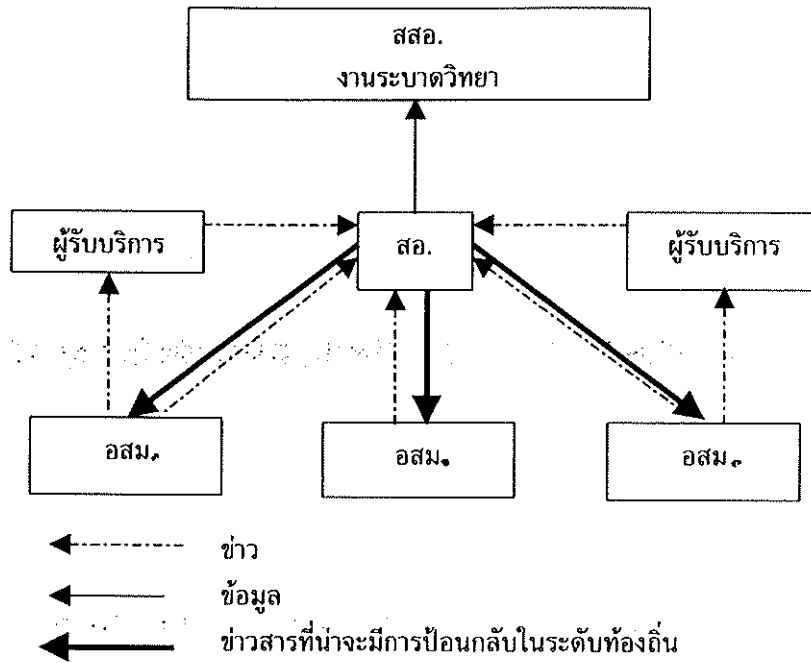 สสอ.
งานระบาดวิทยา
ผู้รับบริการ
สอ.
ผู้รับบริการ
อสม.
อสม.
อสม.
ข่าว
ข้อมูล
ข่าวสารที่น่าจะมีการป้อนกลับในระดับท้องถิ่น